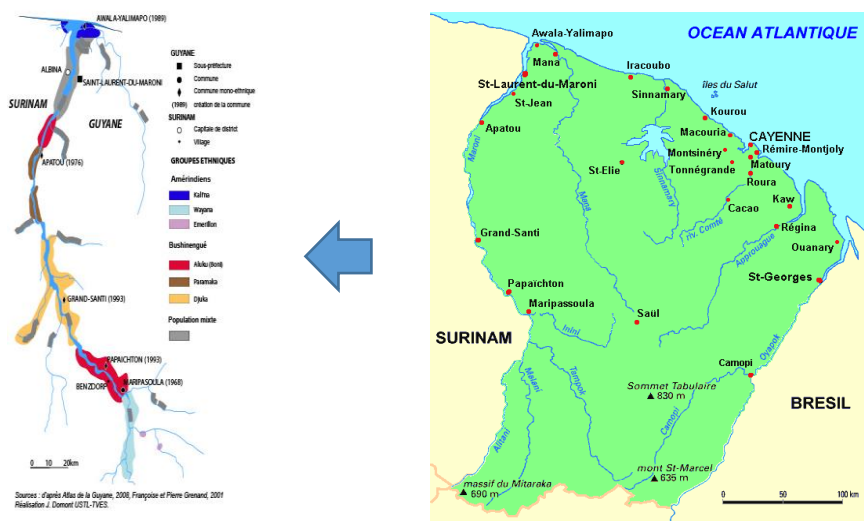 AWALA-YALIMAPO (1989)
ALBINA
SAINT-LAURENT-DU-MARONI
SURINAM
GUYANE
APATOU (1976)
GRAND-SANTI (1993)
PAPAICHTON (1993)
BENZDORF
MARIPASOULA (1968)
0 10 20km
GUYANE
Sous-préfecture
Commune
Commune mono-ethnique
(1989) création de la commune
SURINAM
Capitale de district
Village
GROUPES ETHNIQUES
Amérindiens
Kali'na
Wayana
Emerillon
Bushinengué
Aluku (Boni)
Paramaka
Djuka
Population mixte
Sources : d'après Atlas de la Guyane, 2008, Françoise et Pierre Grenand, 2001
Réalisation J. Domont USTL-TVES.
OCEAN ATLANTIQUE
Awala-Yalimapo
Mana
Iracoubo
St-Laurent-du-Maroni
îles du Salut
Sinnamary
St-Jean
Kourou
Apatou
Macouria
CAYENNE
Maroni
Montsinéry
Rémire-Montjoly
St-Elie
Tonnégrande
Matoury
Sinnamary
Roura
Mana
Cacao
Kaw
Grand-Santi
riv. Comté
Régina
Approuague
Ouanary
Papaïchton
St-Georges
Maripassoula
Saül
Inini
SURINAM
Oyapok
Camopi
Malani
Tampok
Sommet Tabulaire
830 m
BRESIL
Camopi
Alitani
mont St-Marcel
635 m
massif du Mitaraka
690 m
0 50 100 km